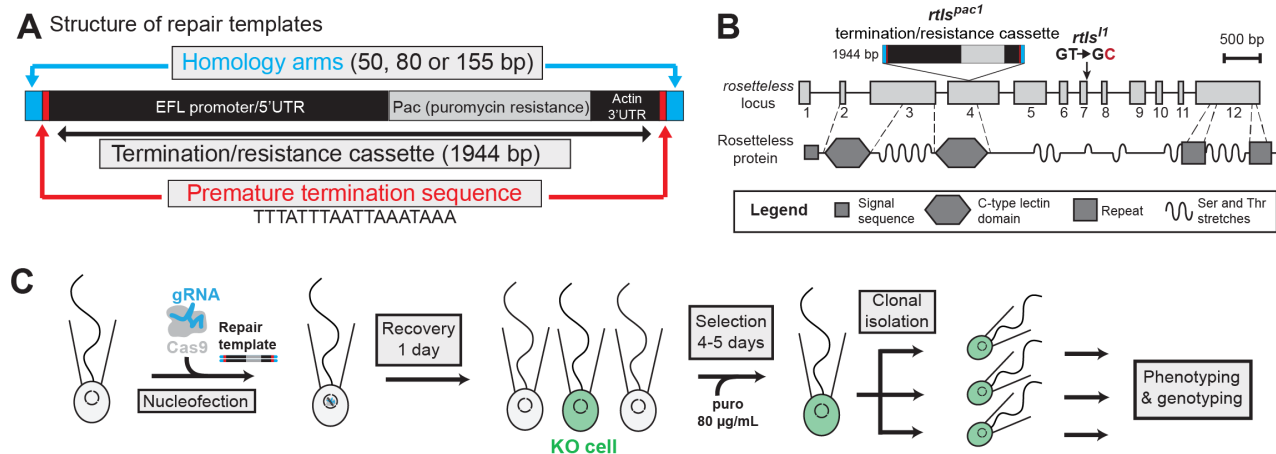 A Structure of repair templates
Homology arms (50, 80 or 155 bp)
EFL promoter/5'UTR
Pac (puromycin resistance)
Actin
3'UTR
Termination/resistance cassette (1944 bp)
Premature termination sequence
TTTATTTAATTAAATAAA
B
rtls^pac1
termination/resistance cassette
1944 bp
rtls^l1
GT→GC
500 bp
rosetteless
locus
1 2 3 4 5 6 7 8 9 10 11 12
Rosetteless
protein
Legend
Signal
sequence
C-type lectin
domain
Repeat
Ser and Thr
stretches
C
gRNA
Cas9
Repair
template
Nucleofection
Recovery
1 day
KO cell
Selection
4-5 days
puro
80 µg/mL
Clonal
isolation
Phenotyping
& genotyping